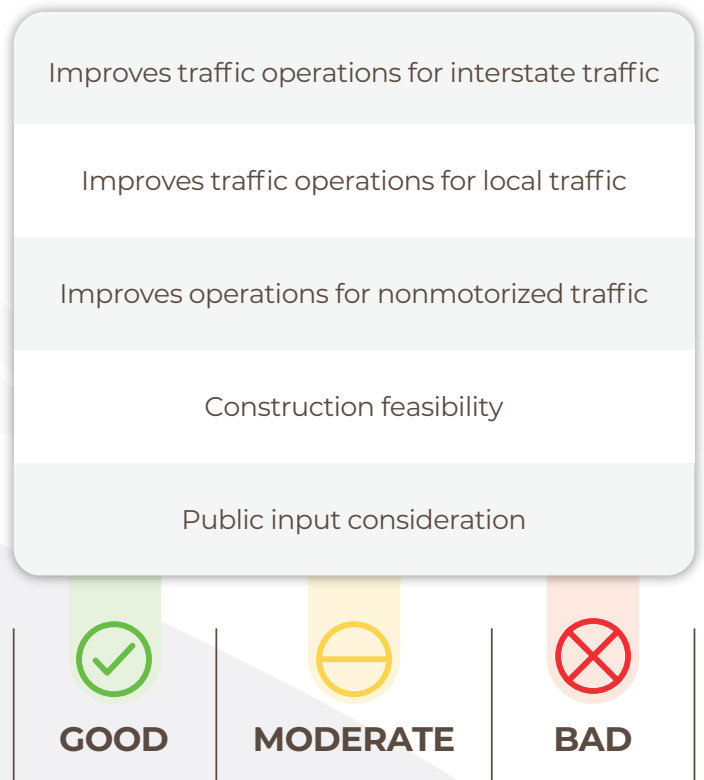 Improves traffic operations for interstate traffic
Improves traffic operations for local traffic
Improves operations for nonmotorized traffic
Construction feasibility
Public input consideration
GOOD
MODERATE
BAD